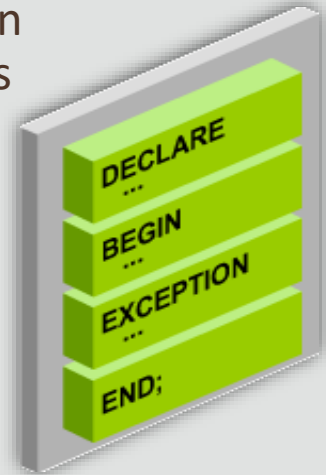 n
s
DECLARE
...
BEGIN
...
EXCEPTION
...
END;